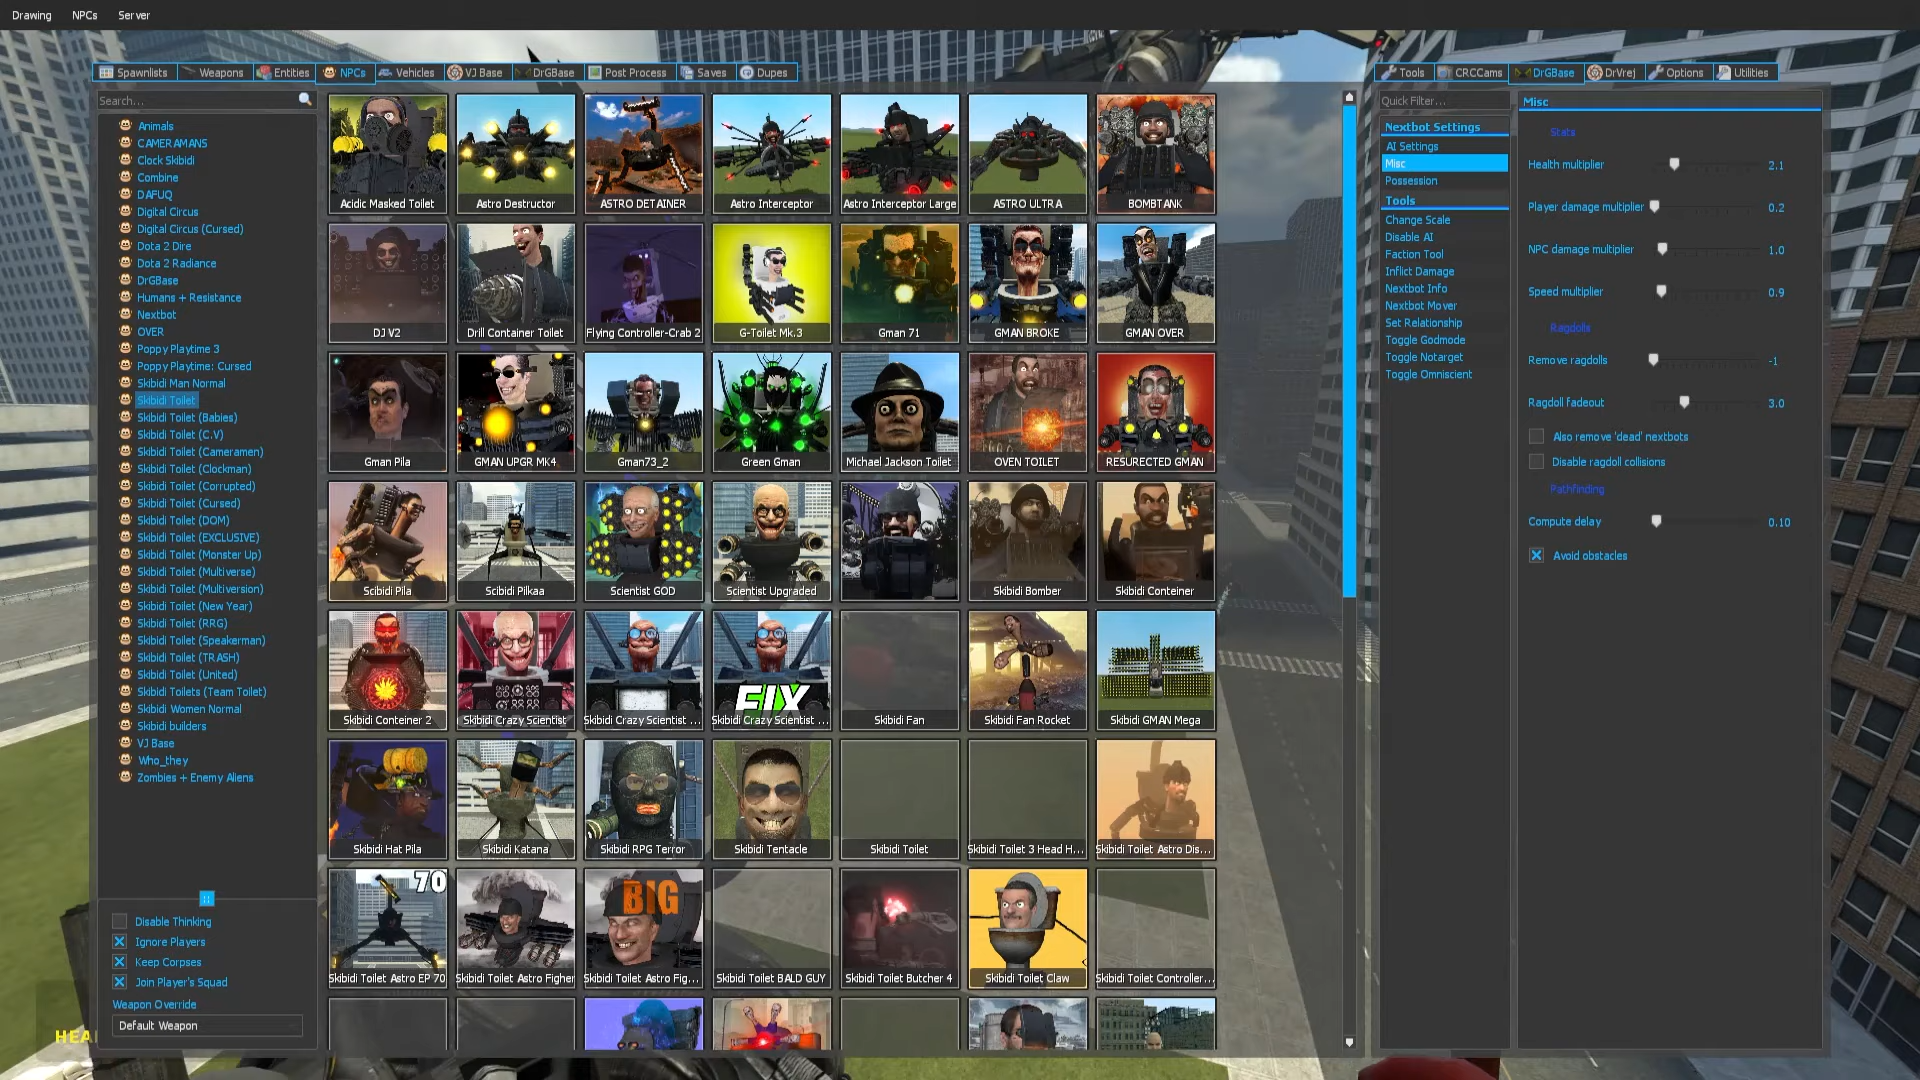 Drawing NPCs Server
Spawnlists Weapons Entities NPCs Vehicles VJ Base DrGBase Post Process Saves Dupes
Search...
Animals
CAMERAMANS
Clock Skibidi
Combine
DAFUQ
Digital Circus
Digital Circus (Cursed)
Dota 2 Dire
Dota 2 Radiance
DrGBase
Humans + Resistance
Nextbot
OVER
Poppy Playtime 3
Poppy Playtime: Cursed
Skibidi Man Normal
Skibidi Toilet
Skibidi Toilet (Babies)
Skibidi Toilet (C.V)
Skibidi Toilet (Cameramen)
Skibidi Toilet (Clockman)
Skibidi Toilet (Corrupted)
Skibidi Toilet (Cursed)
Skibidi Toilet (DOM)
Skibidi Toilet (EXCLUSIVE)
Skibidi Toilet (Monster Up)
Skibidi Toilet (Multiverse)
Skibidi Toilet (Multiversion)
Skibidi Toilet (New Year)
Skibidi Toilet (RRG)
Skibidi Toilet (Speakerman)
Skibidi Toilet (TRASH)
Skibidi Toilet (United)
Skibidi Toilets (Team Toilet)
Skibidi Women Normal
Skibidi builders
VJ Base
Who_they
Zombies + Enemy Aliens
Disable Thinking
Ignore Players
Keep Corpses
Join Player's Squad
Weapon Override
Default Weapon
HEA
Acidic Masked Toilet Astro Destructor ASTRO DETAINER Astro Interceptor Astro Interceptor Large ASTRO ULTRA BOMBTANK
DJ V2 Drill Container Toilet Flying Controller-Crab 2 G-Toilet Mk.3 Gman 71 GMAN BROKE GMAN OVER
Gman Pila GMAN UPGR MK4 Gman73_2 Green Gman Michael Jackson Toilet OVEN TOILET RESURECTED GMAN
Scibidi Pila Scibidi Pilkaa Scientist GOD Scientist Upgraded Skibidi Bomber Skibidi Conteiner
FIX
Skibidi Conteiner 2 Skibidi Crazy Scientist Skibidi Crazy Scientist ... Skibidi Crazy Scientist ... Skibidi Fan Skibidi Fan Rocket Skibidi GMAN Mega
Skibidi Hat Pila Skibidi Katana Skibidi RPG Terror Skibidi Tentacle Skibidi Toilet Skibidi Toilet 3 Head H... Skibidi Toilet Astro Dis...
70 BIG
Skibidi Toilet Astro EP 70 Skibidi Toilet Astro Figher Skibidi Toilet Astro Fig... Skibidi Toilet BALD GUY Skibidi Toilet Butcher 4 Skibidi Toilet Claw Skibidi Toilet Controller...
Tools CRCCams DrGBase DrVrej Options Utilities
Quick Filter...
Nextbot Settings
AI Settings
Misc
Possession
Tools
Change Scale
Disable AI
Faction Tool
Inflict Damage
Nextbot Info
Nextbot Mover
Set Relationship
Toggle Godmode
Toggle Notarget
Toggle Omniscient
Misc
Stats
Health multiplier 2.1
Player damage multiplier 0.2
NPC damage multiplier 1.0
Speed multiplier 0.9
Ragdolls
Remove ragdolls -1
Ragdoll fadeout 3.0
Also remove 'dead' nextbots
Disable ragdoll collisions
Pathfinding
Compute delay 0.10
Avoid obstacles